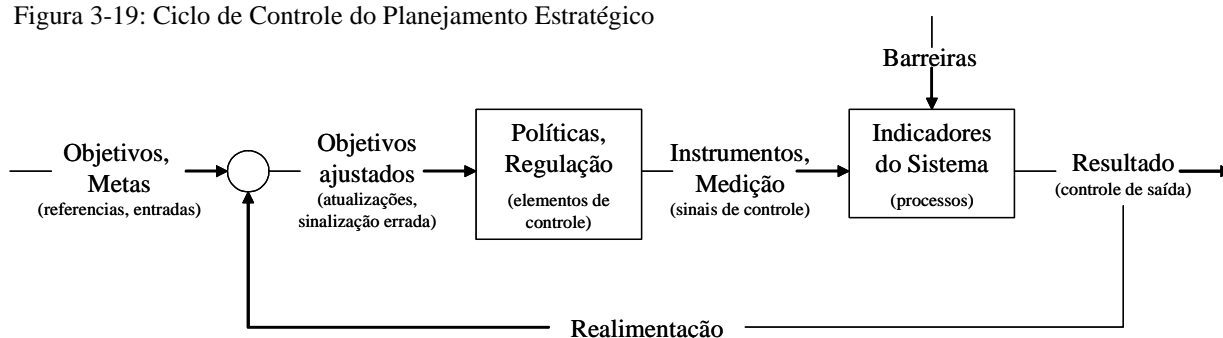 Figura 3-19: Ciclo de Controle do Planejamento Estratégico
Barreiras
Objetivos,
Metas
(referencias, entradas)
Objetivos
ajustados
(atualizações,
sinalização errada)
Políticas,
Regulação
(elementos de
controle)
Instrumentos,
Medição
(sinais de controle)
Indicadores
do Sistema
(processos)
Resultado
(controle de saída)
Realimentação